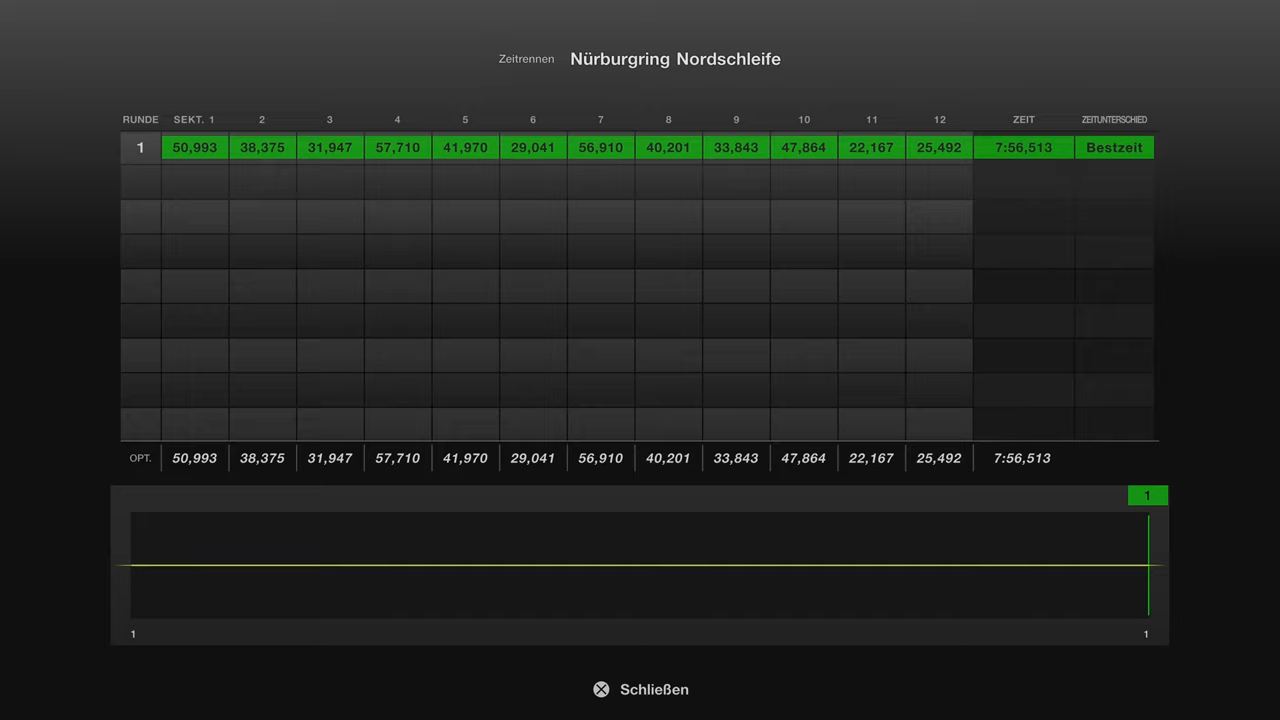 Zeitrennen Nürburgring Nordschleife
RUNDE SEKT. 1 2 3 4 5 6 7 8 9 10 11 12 ZEIT ZEITUNTERSCHIED
1 50,993 38,375 31,947 57,710 41,970 29,041 56,910 40,201 33,843 47,864 22,167 25,492 7:56,513 Bestzeit
OPT. 50,993 38,375 31,947 57,710 41,970 29,041 56,910 40,201 33,843 47,864 22,167 25,492 7:56,513
1
1 1
Schließen